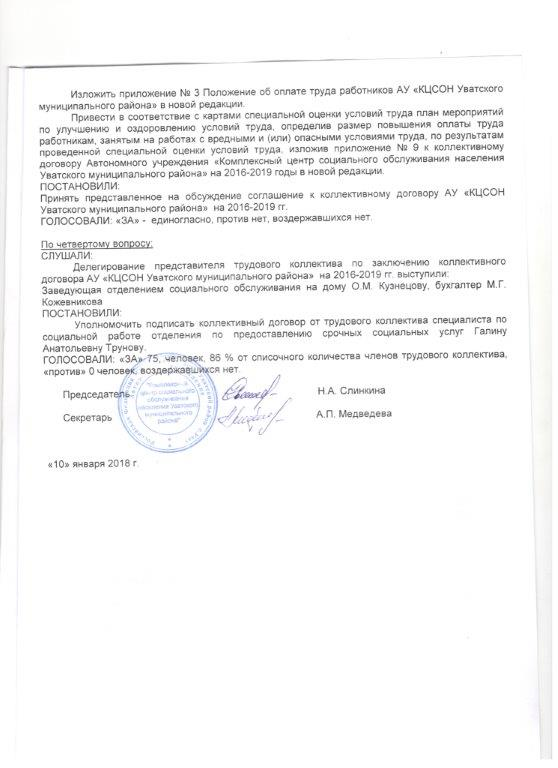 Изложить приложение № 3 Положение об оплате труда работников АУ «КЦСОН Уватского
муниципального района» в новой редакции.
Привести в соответствие с картами специальной оценки условий труда план мероприятий
по улучшению и оздоровлению условий труда, определив размер повышения оплаты труда
работникам, занятым на работах с вредными и (или) опасными условиями труда, по результатам
проведенной специальной оценки условий труда, изложив приложение № 9 к коллективному
договору Автономного учреждения «Комплексный центр социального обслуживания населения
Уватского муниципального района» на 2016-2019 годы в новой редакции.
ПОСТАНОВИЛИ:
Принять представленное на обсуждение соглашение к коллективному договору АУ «КЦСОН
Уватского муниципального района» на 2016-2019 гг.
ГОЛОСОВАЛИ: «ЗА» - единогласно, против нет, воздержавшихся нет.
По четвертому вопросу:
СЛУШАЛИ:
Делегирование представителя трудового коллектива по заключению коллективного
договора АУ «КЦСОН Уватского муниципального района» на 2016-2019 гг. выступили:
Заведующая отделением социального обслуживания на дому О.М. Кузнецову, бухгалтер М.Г.
Кожевникова
ПОСТАНОВИЛИ:
Уполномочить подписать коллективный договор от трудового коллектива специалиста по
социальной работе отделения по предоставлению срочных социальных услуг Галину
Анатольевну Трунову.
ГОЛОСОВАЛИ: «ЗА» 75, человек, 86 % от списочного количества членов трудового коллектива,
«против» 0 человек, воздержавшихся нет.
Председатель Н.А. Слинкина
Секретарь А.П. Медведева
"Комплексный
центр социального
обслуживания
населения Уватского
муниципального
района"
«10» января 2018 г.